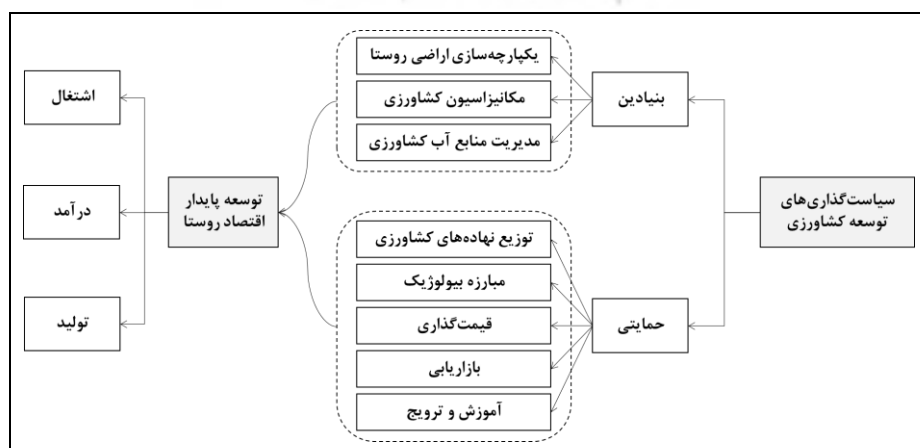 سیاست‌گذاری‌های
توسعه کشاورزی
بنیادین
حمایتی
یکپارچه‌سازی اراضی روستا
مکانیزاسیون کشاورزی
مدیریت منابع آب کشاورزی
توزیع نهاده‌های کشاورزی
مبارزه بیولوژیک
قیمت‌گذاری
بازاریابی
آموزش و ترویج
توسعه پایدار
اقتصاد روستا
اشتغال
درآمد
تولید